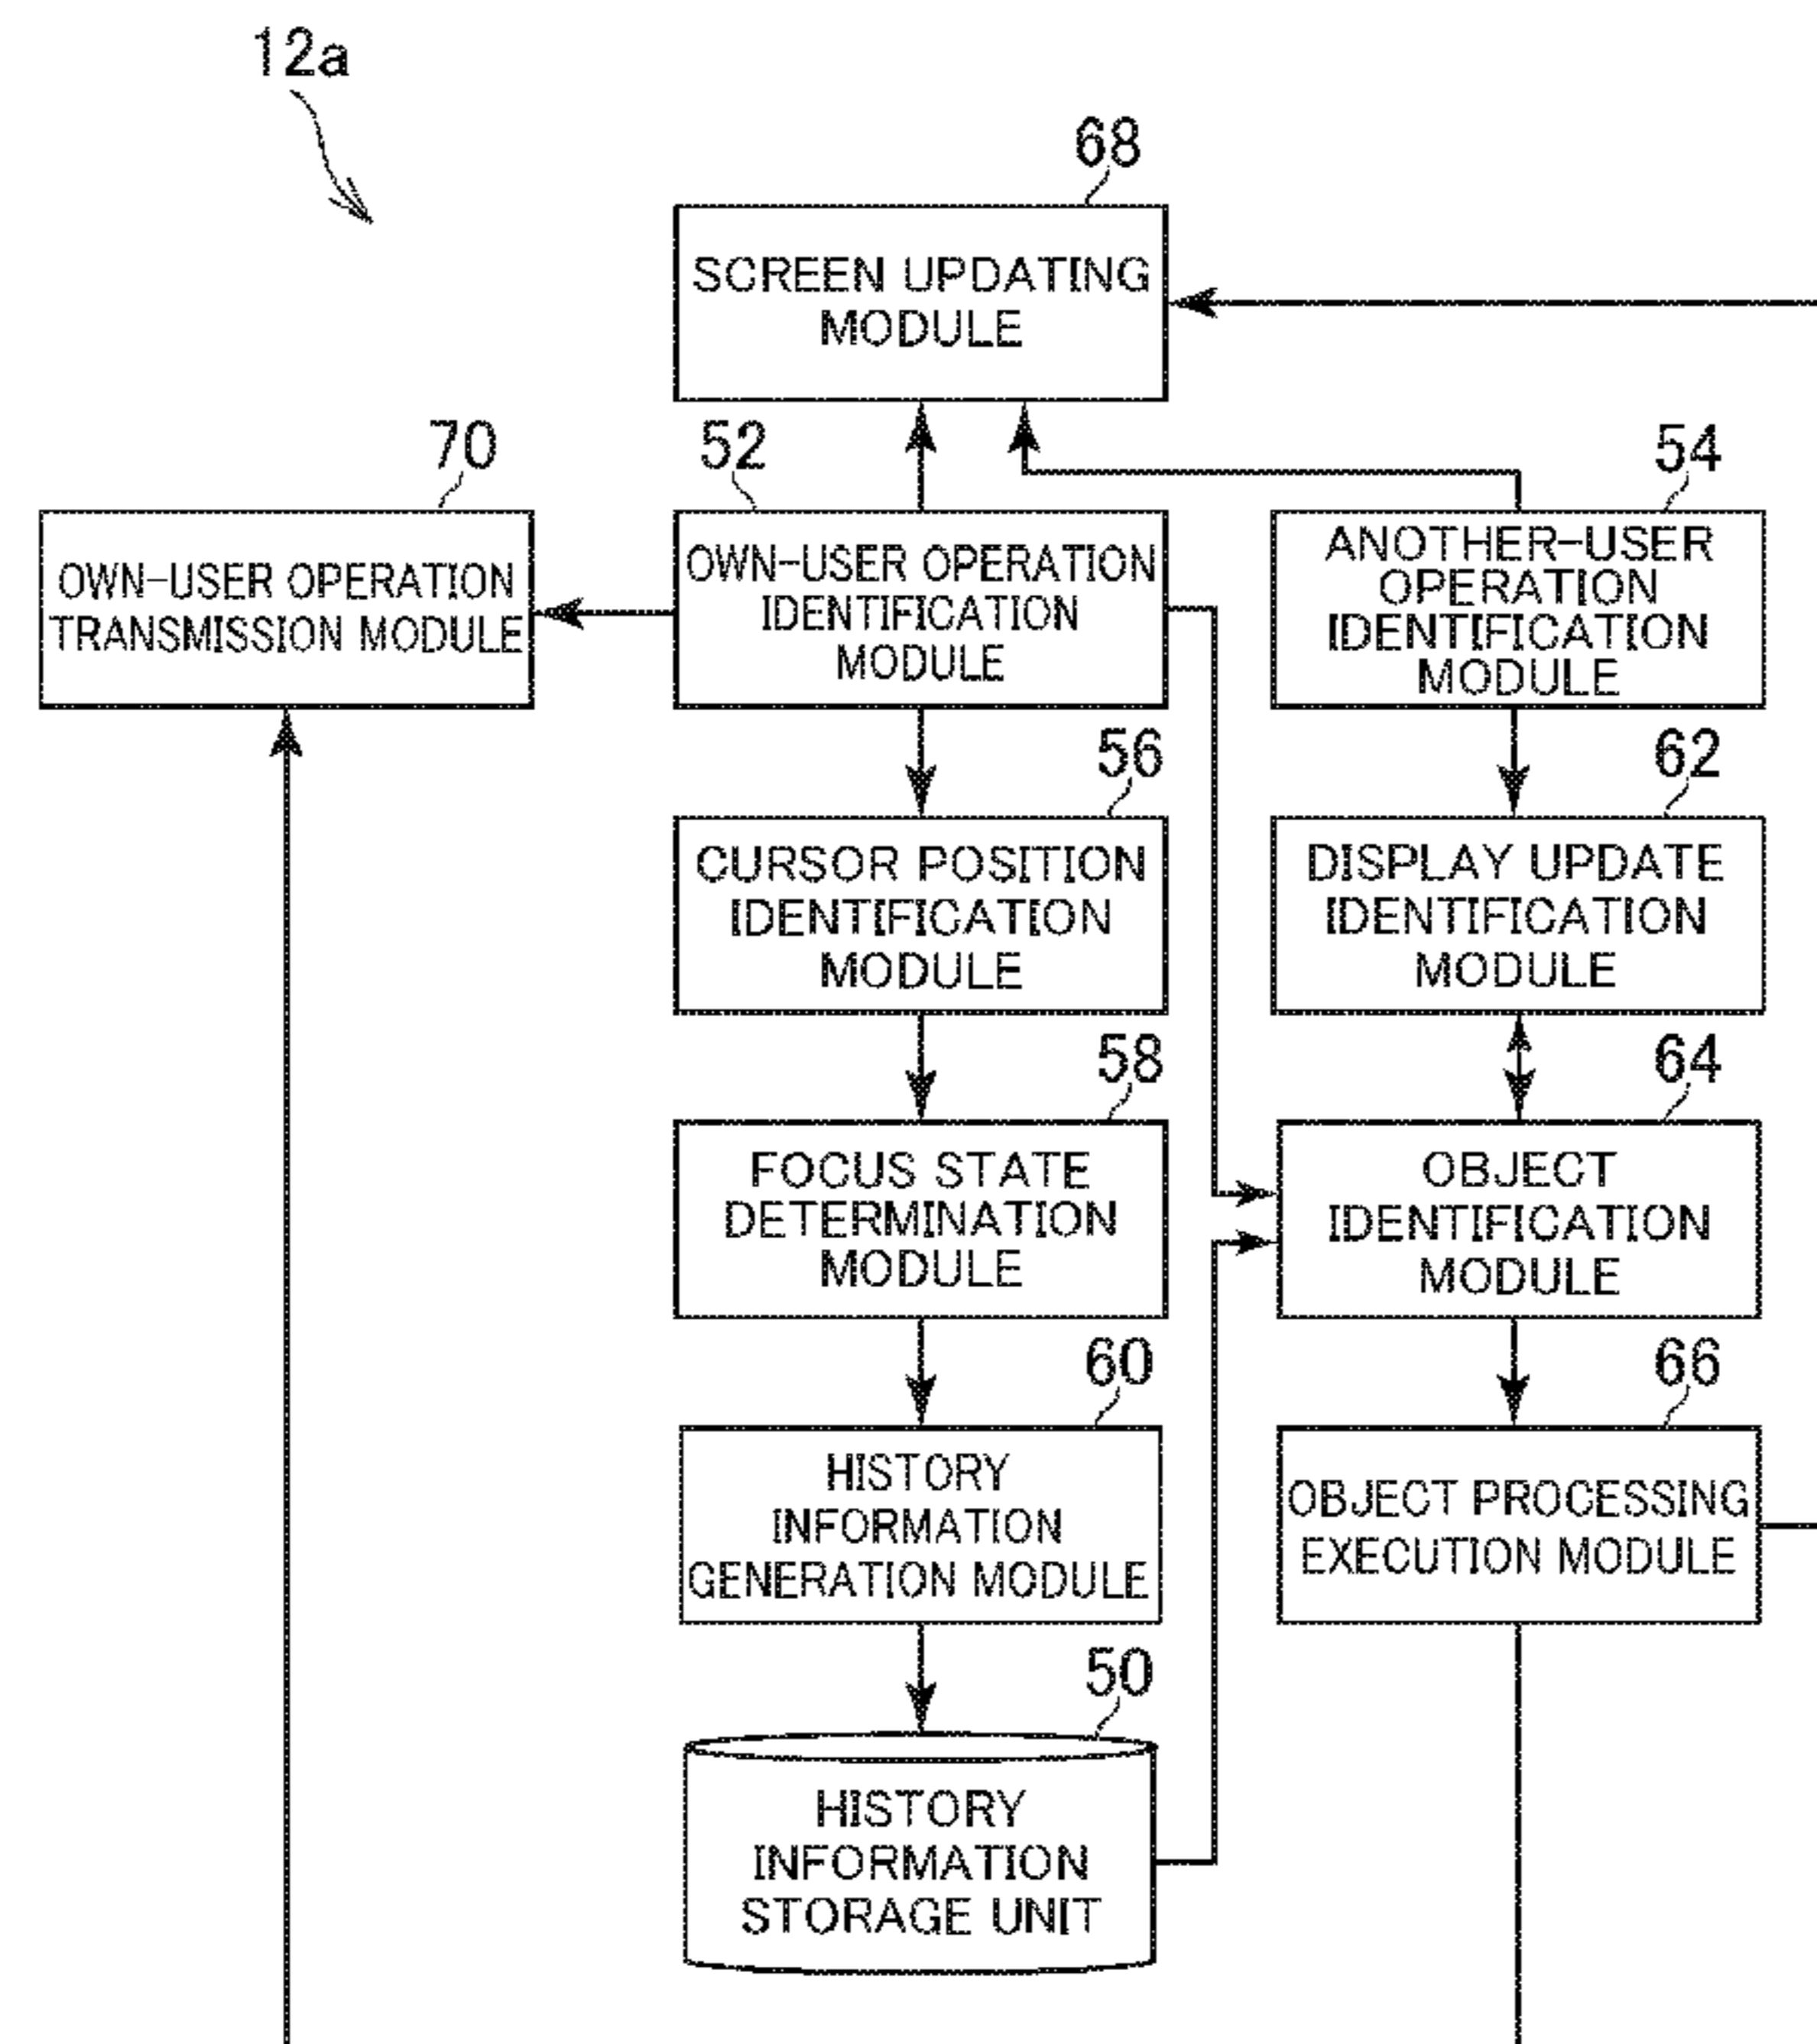 12a
68
SCREEN UPDATING
MODULE
70
OWN-USER OPERATION
TRANSMISSION MODULE
52
OWN-USER OPERATION
IDENTIFICATION
MODULE
54
ANOTHER-USER
OPERATION
IDENTIFICATION
MODULE
56
CURSOR POSITION
IDENTIFICATION
MODULE
62
DISPLAY UPDATE
IDENTIFICATION
MODULE
58
FOCUS STATE
DETERMINATION
MODULE
64
OBJECT
IDENTIFICATION
MODULE
60
HISTORY
INFORMATION
GENERATION MODULE
66
OBJECT PROCESSING
EXECUTION MODULE
50
HISTORY
INFORMATION
STORAGE UNIT